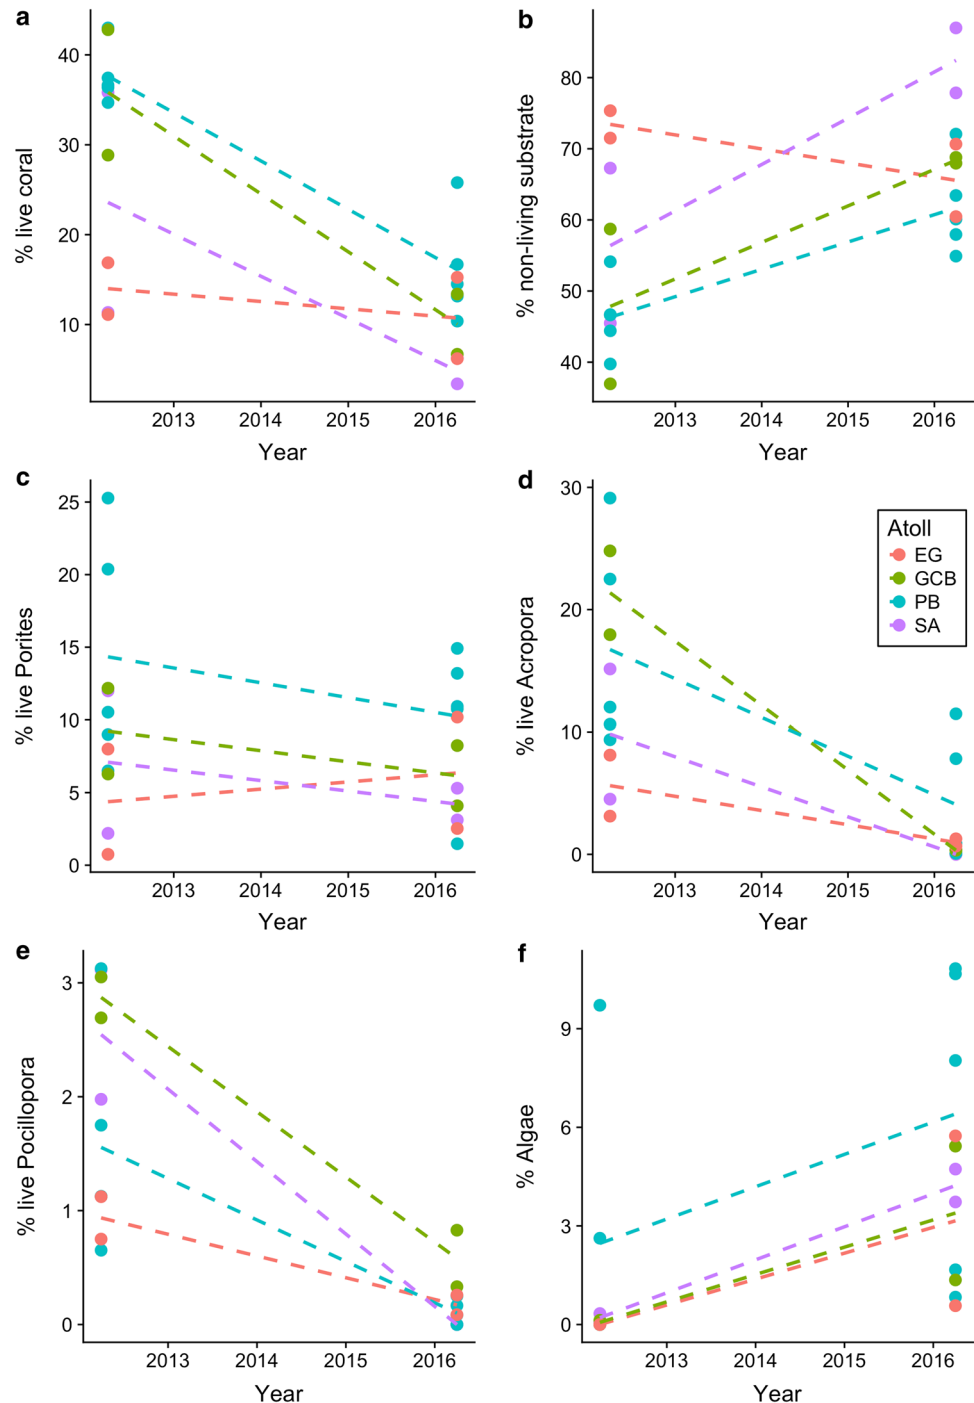 a
% live coral
40
30
20
10
2013 2014 2015 2016
Year
b
% non-living substrate
80
70
60
50
40
2013 2014 2015 2016
Year
c
% live Porites
25
20
15
10
5
0
2013 2014 2015 2016
Year
d
% live Acropora
30
20
10
0
2013 2014 2015 2016
Year
Atoll
EG
GCB
PB
SA
e
% live Pocillopora
3
2
1
0
2013 2014 2015 2016
Year
f
% Algae
9
6
3
0
2013 2014 2015 2016
Year